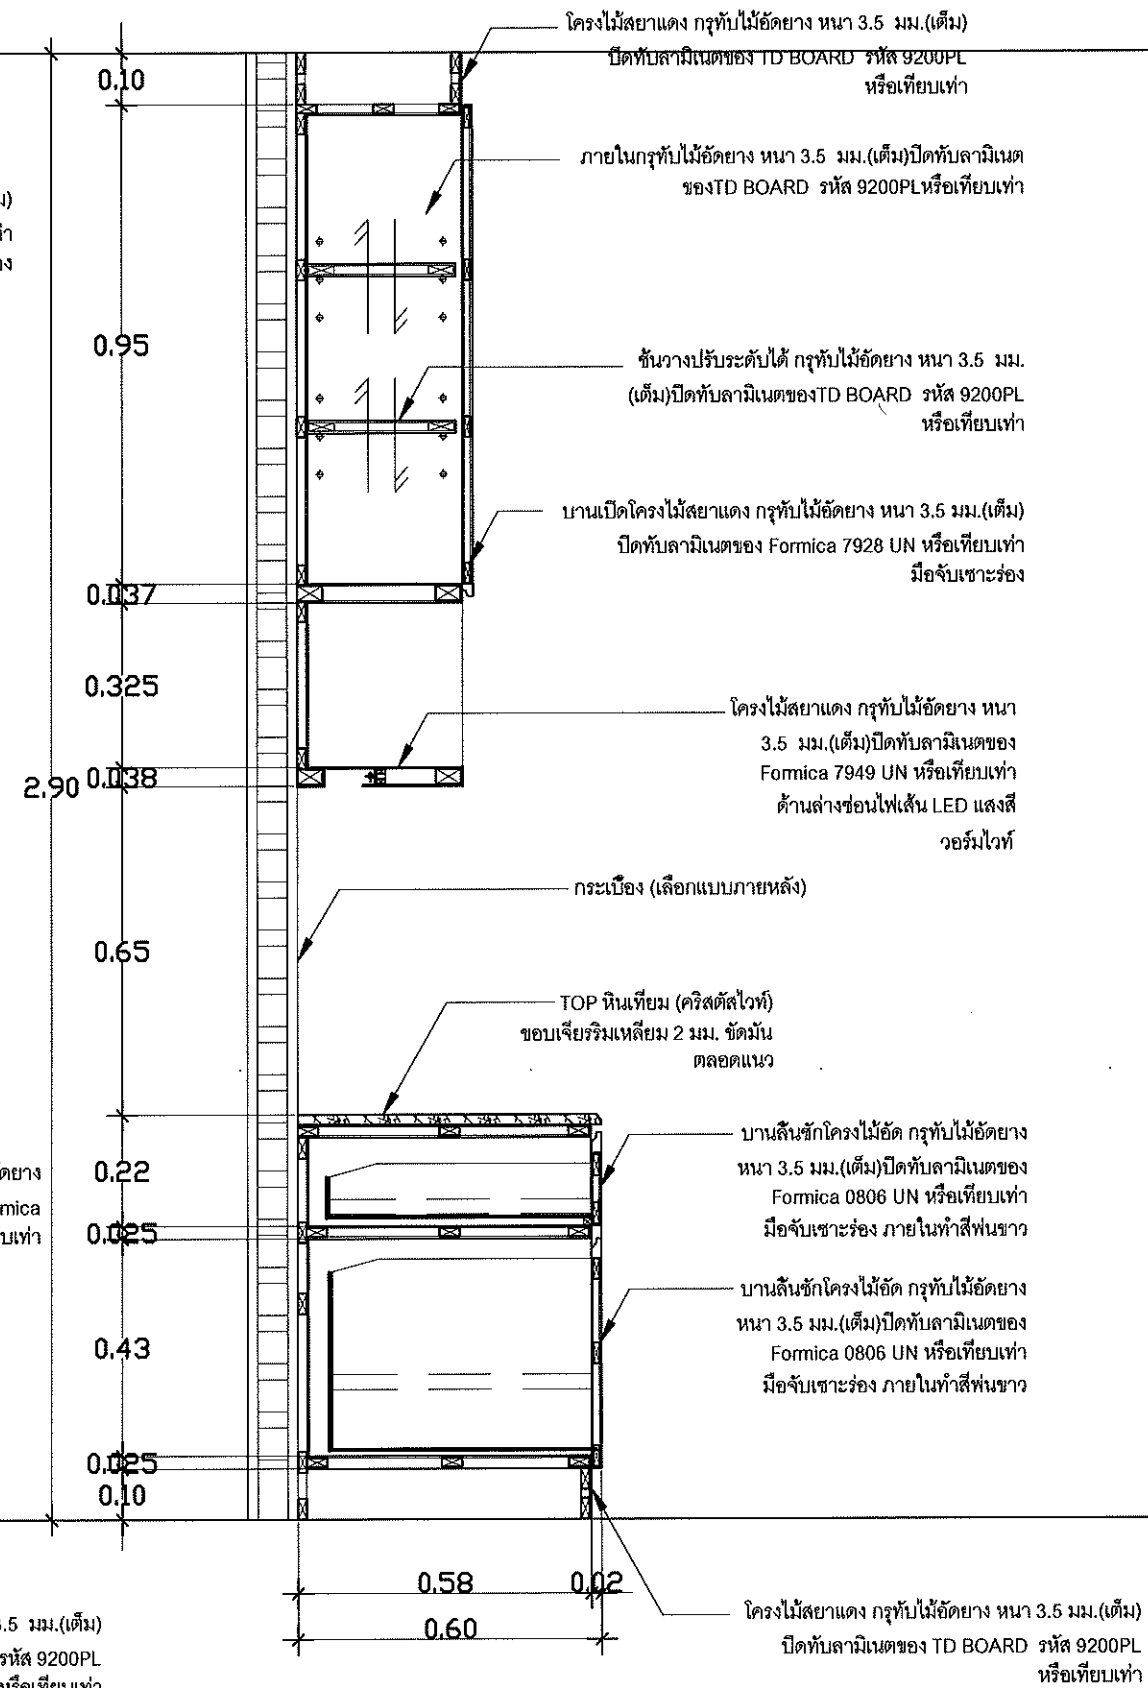 โครงไม้สยาแดง กรุทับไม้อัดยาง หนา 3.5 มม.(เต็ม)
ปิดทับลามิเนตของ TD BOARD รหัส 9200PL
หรือเทียบเท่า
0.10
ภายในกรุทับไม้อัดยาง หนา 3.5 มม.(เต็ม)ปิดทับลามิเนต
ของTD BOARD รหัส 9200PLหรือเทียบเท่า
0.95
ชั้นวางปรับระดับได้ กรุทับไม้อัดยาง หนา 3.5 มม.
(เต็ม)ปิดทับลามิเนตของTD BOARD รหัส 9200PL
หรือเทียบเท่า
บานเปิดโครงไม้สยาแดง กรุทับไม้อัดยาง หนา 3.5 มม.(เต็ม)
ปิดทับลามิเนตของ Formica 7928 UN หรือเทียบเท่า
มือจับเซาะร่อง
0.037
0.325
โครงไม้สยาแดง กรุทับไม้อัดยาง หนา
3.5 มม.(เต็ม)ปิดทับลามิเนตของ
Formica 7949 UN หรือเทียบเท่า
ด้านล่างซ่อนไฟเส้น LED แสงสี
วอร์มไวท์
0.038
2.90
กระเบื้อง (เลือกแบบภายหลัง)
0.65
TOP หินเทียม (คริสตัสไวท์)
ขอบเจียรริมเหลี่ยม 2 มม. ขัดมัน
ตลอดแนว
บานลิ้นชักโครงไม้อัด กรุทับไม้อัดยาง
หนา 3.5 มม.(เต็ม)ปิดทับลามิเนตของ
Formica 0806 UN หรือเทียบเท่า
มือจับเซาะร่อง ภายในทำสีพ่นขาว
0.22
0.025
บานลิ้นชักโครงไม้อัด กรุทับไม้อัดยาง
หนา 3.5 มม.(เต็ม)ปิดทับลามิเนตของ
Formica 0806 UN หรือเทียบเท่า
มือจับเซาะร่อง ภายในทำสีพ่นขาว
0.43
0.025
0.10
0.58
0.02
0.60
โครงไม้สยาแดง กรุทับไม้อัดยาง หนา 3.5 มม.(เต็ม)
ปิดทับลามิเนตของ TD BOARD รหัส 9200PL
หรือเทียบเท่า
มม.(เต็ม)
รหัส 9200PL
หรือเทียบเท่า